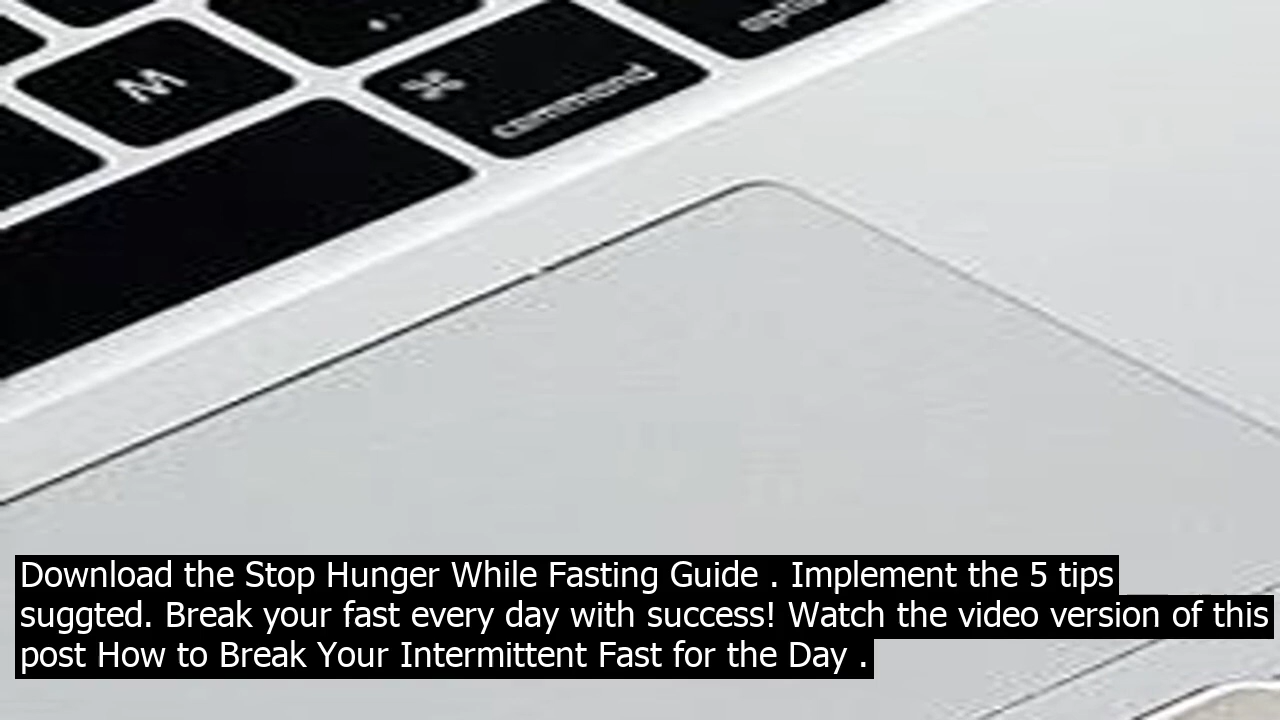 option
M
⌘
command
Download the Stop Hunger While Fasting Guide . Implement the 5 tips
suggted. Break your fast every day with success! Watch the video version of this
post How to Break Your Intermittent Fast for the Day .